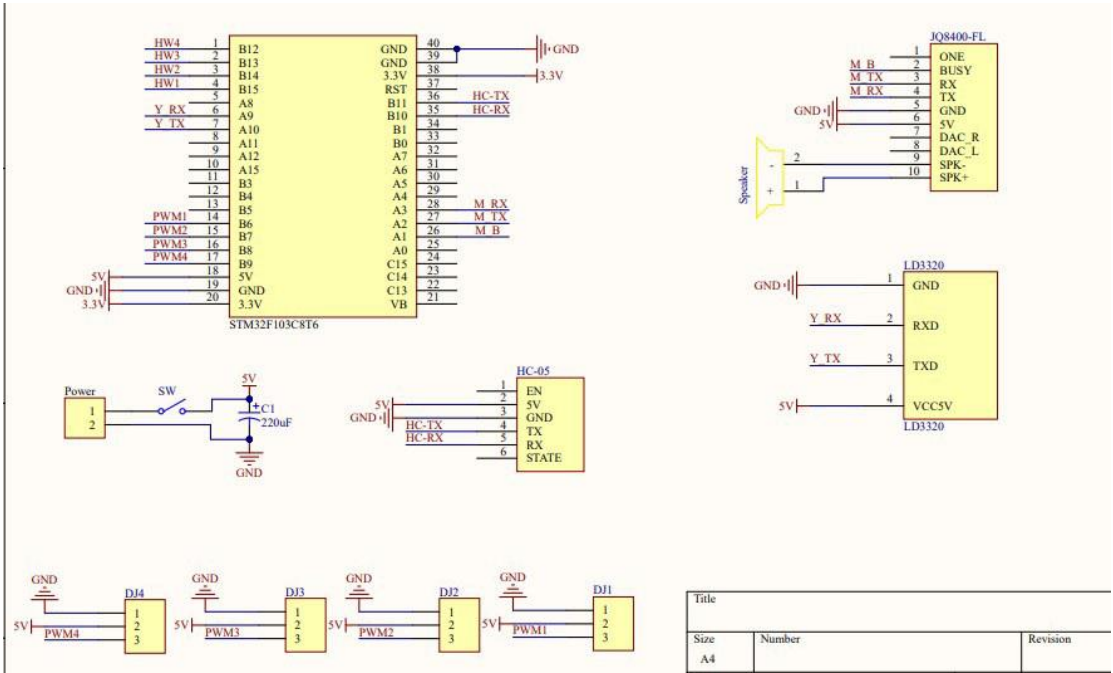 HW4 1 B12 GND 40 GND
HW3 2 B13 GND 39
HW2 3 B14 3.3V 38 3.3V
HW1 4 B15 RST 37
5 A8 B11 36 HC-TX
Y_RX 6 A9 B10 35 HC-RX
Y_TX 7 A10 B1 34
8 A11 B0 33
9 A12 A7 32
10 A15 A6 31
11 B3 A5 30
12 B4 A4 29
13 B5 A3 28 M_RX
PWM1 14 B6 A2 27 M_TX
PWM2 15 B7 A1 26 M_B
PWM3 16 B8 A0 25
PWM4 17 B9 C15 24
5V 18 5V C14 23
GND 19 GND C13 22
3.3V 20 3.3V VB 21
STM32F103C8T6
JQ8400-FL
1 ONE
M_B 2 BUSY
M_TX 3 RX
M_RX 4 TX
GND 5 GND
5V 6 5V
7 DAC_R
8 DAC_L
- 2 9 SPK-
+ 1 10 SPK+
Speaker
LD3320
GND 1 GND
Y_RX 2 RXD
Y_TX 3 TXD
5V 4 VCC5V
LD3320
Power
1
2
SW
5V
+ C1
220uF
GND
HC-05
1 EN
5V 2 5V
GND 3 GND
HC-TX 4 TX
HC-RX 5 RX
6 STATE
DJ4
GND 1
5V 2
PWM4 3
DJ3
GND 1
5V 2
PWM3 3
DJ2
GND 1
5V 2
PWM2 3
DJ1
GND 1
5V 2
PWM1 3
Title
Size Number Revision
A4